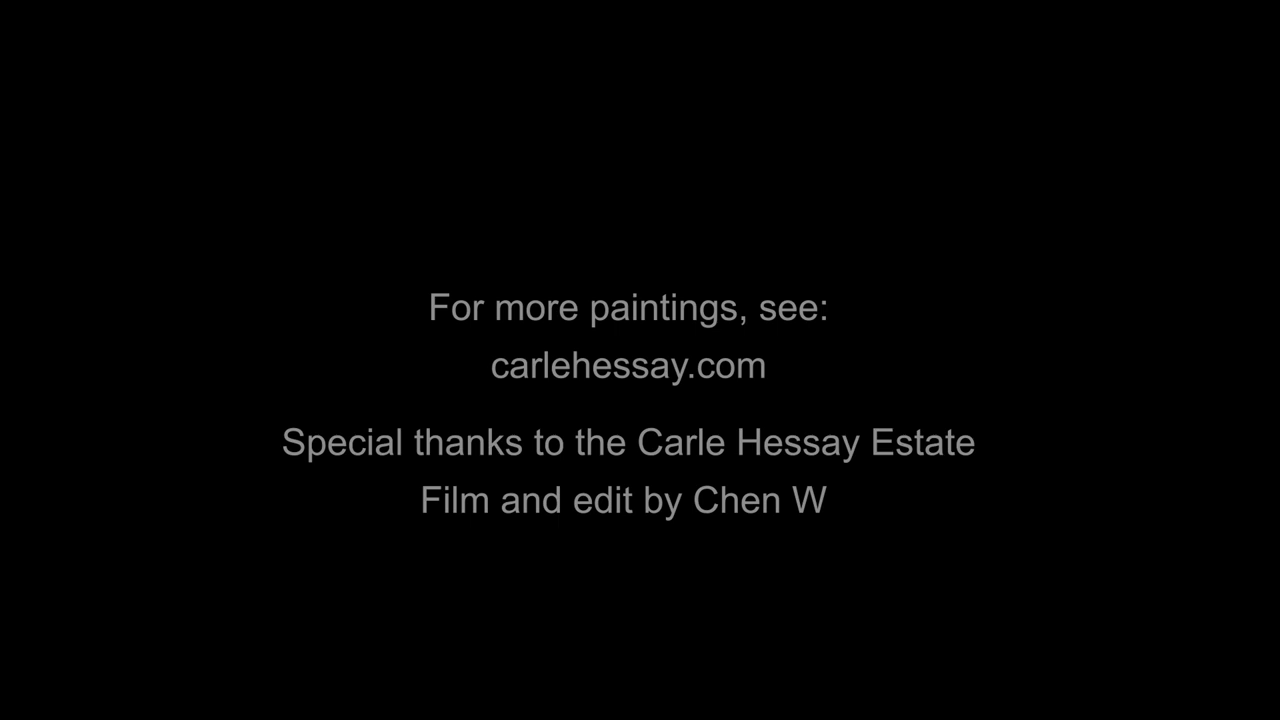 For more paintings, see:
carlehessay.com
Special thanks to the Carle Hessay Estate
Film and edit by Chen W